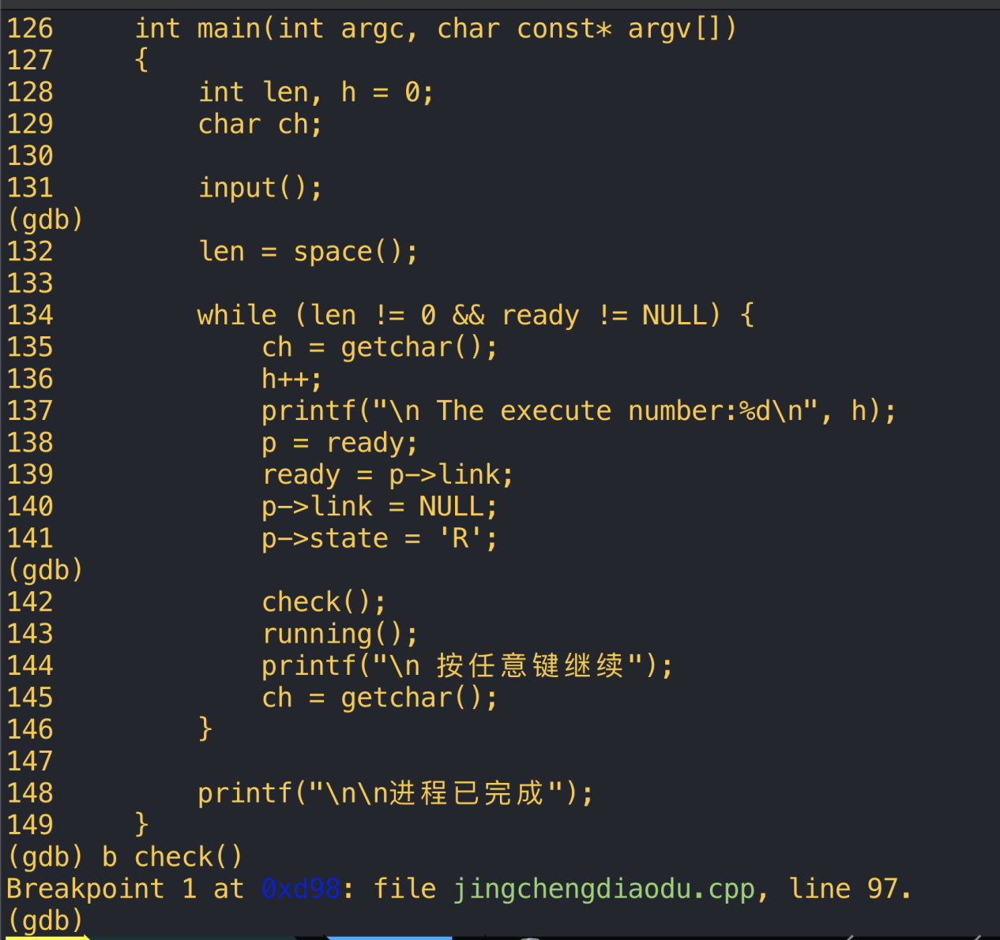 126     int main(int argc, char const* argv[])
127     {
128         int len, h = 0;
129         char ch;
130
131         input();
(gdb)
132         len = space();
133
134         while (len != 0 && ready != NULL) {
135             ch = getchar();
136             h++;
137             printf("\n The execute number:%d\n", h);
138             p = ready;
139             ready = p->link;
140             p->link = NULL;
141             p->state = 'R';
(gdb)
142             check();
143             running();
144             printf("\n 按任意键继续");
145             ch = getchar();
146         }
147
148         printf("\n\n进程已完成");
149     }
(gdb) b check()
Breakpoint 1 at 0xd98: file jingchengdiaodu.cpp, line 97.
(gdb)